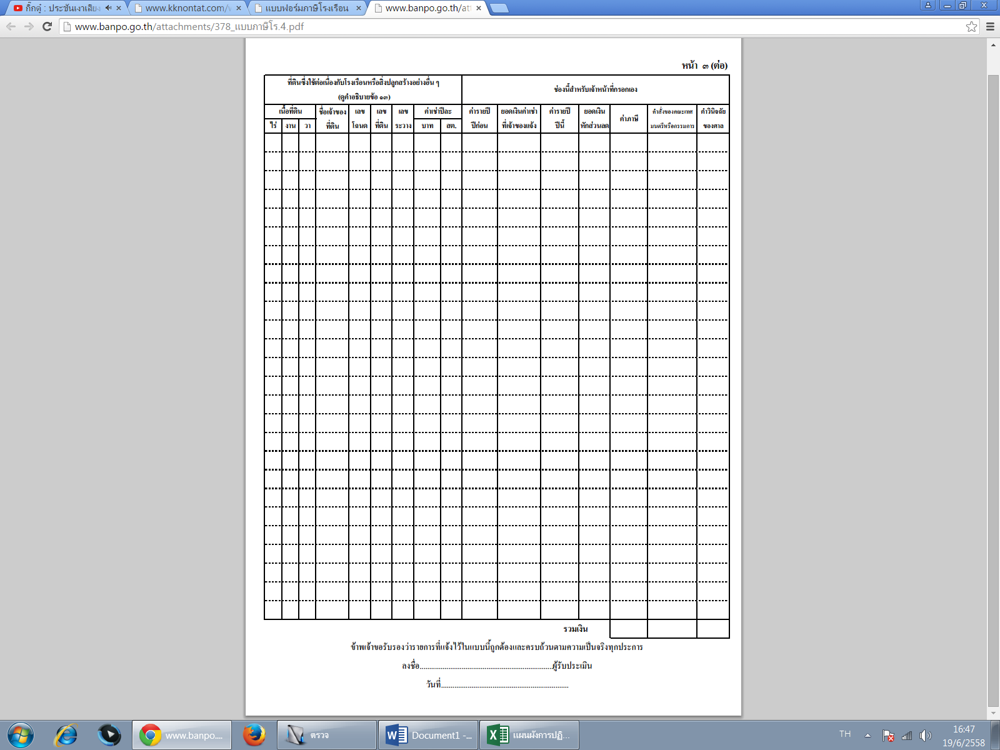 กิ๊กตู่ : ประชันเงาเสียง
www.kknontat.com/v
แบบฟอร์มภาษีโรงเรือน
www.banpo.go.th/att
www.banpo.go.th/attachments/378_แบบภาษีโร.4.pdf
หน้า ๓ (ต่อ)
ที่ดินซึ่งใช้ต่อเนื่องกับโรงเรือนหรือสิ่งปลูกสร้างอย่างอื่น ๆ
(ดูคำอธิบายข้อ ๑๓)
ช่องนี้สำหรับเจ้าหน้าที่กรอกเอง
เนื้อที่ดิน
ไร่ งาน วา
ชื่อเจ้าของ
ที่ดิน
เลข
โฉนด
เลข
ที่ดิน
เลข
ระวาง
ค่าเช่าปีละ
บาท สต.
ค่ารายปี
ปีก่อน
ยอดเงินค่าเช่า
ที่เจ้าของแจ้ง
ค่ารายปี
ปีนี้
ยอดเงิน
หักส่วนลด
ค่าภาษี
คำสั่งของคณะเทศ
มนตรีหรือกรรมการ
คำวินิจฉัย
ของศาล
รวมเงิน
ข้าพเจ้าขอรับรองว่ารายการที่แจ้งไว้ในแบบนี้ถูกต้องและครบถ้วนตามความเป็นจริงทุกประการ
ลงชื่อ......................................................................ผู้รับประเมิน
วันที่...................................................................
www.banpo....
ตรวจ
Document1 -...
แผนผังการปฏิ...
TH
16:47
19/6/2558